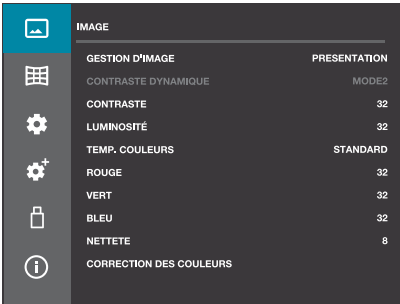 IMAGE
GESTION D'IMAGE PRESENTATION
CONTRASTE DYNAMIQUE MODE2
CONTRASTE 32
LUMINOSITÉ 32
TEMP. COULEURS STANDARD
ROUGE 32
VERT 32
BLEU 32
NETTETE 8
CORRECTION DES COULEURS